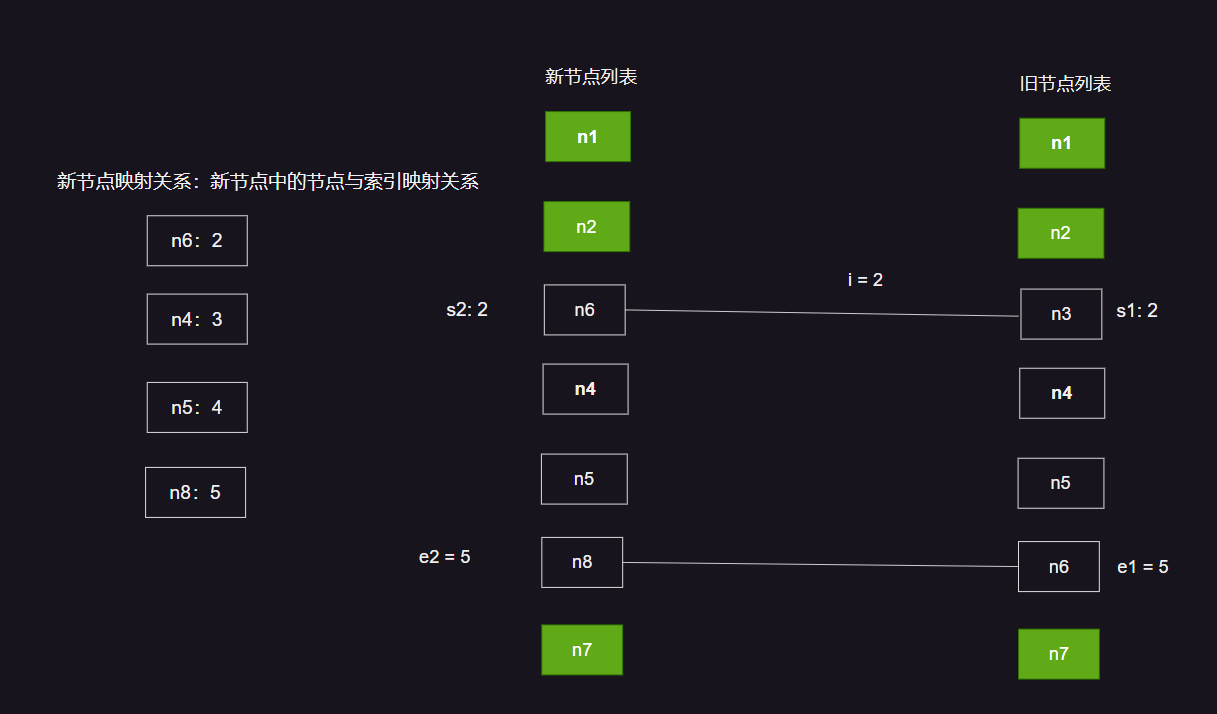 新节点列表
旧节点列表
n1
n1
新节点映射关系：新节点中的节点与索引映射关系
n6：2
n2
n2
i = 2
s2: 2
n6
n3
s1: 2
n4：3
n4
n4
n5：4
n5
n5
n8：5
e2 = 5
n8
n6
e1 = 5
n7
n7